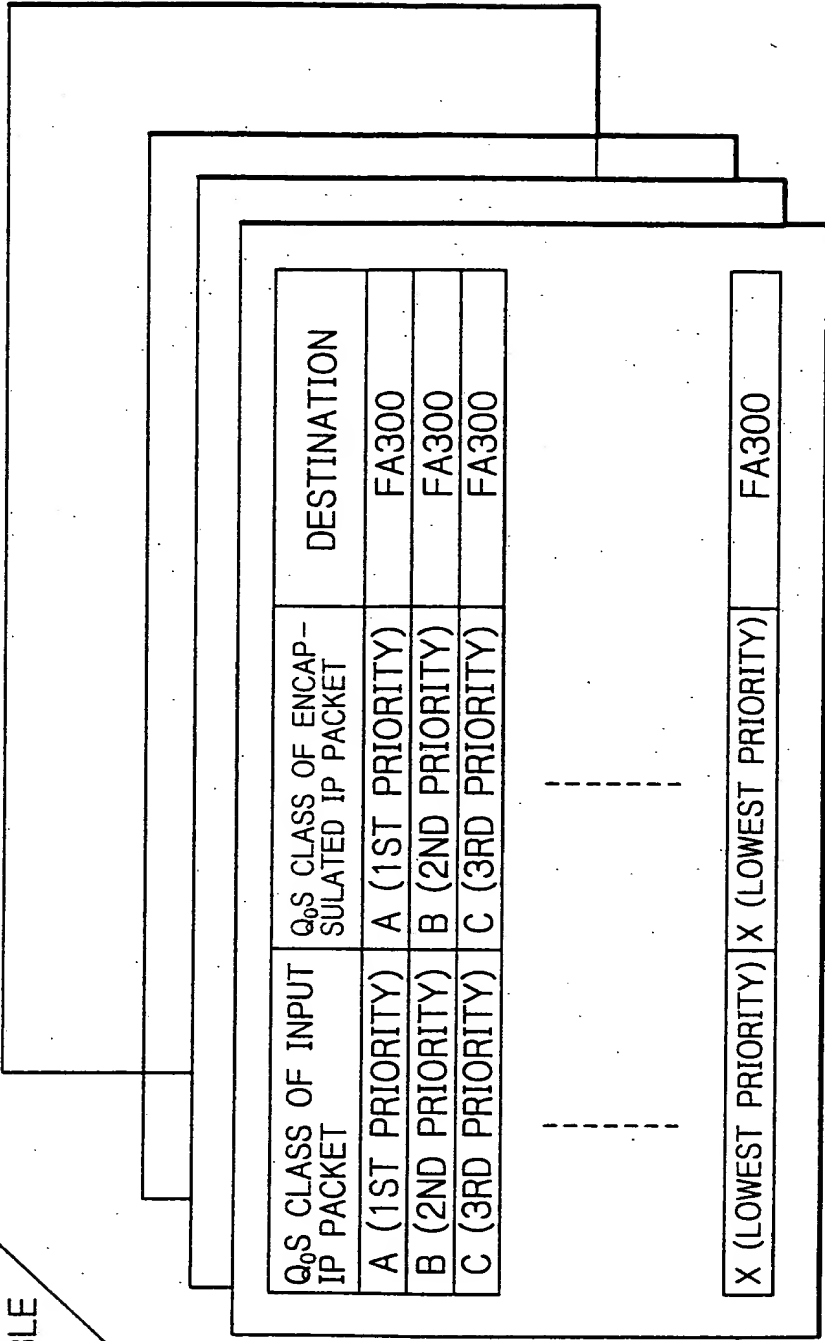 QoS CLASS OF INPUT
IP PACKET
QoS CLASS OF ENCAP-
SULATED IP PACKET
DESTINATION
A (1ST PRIORITY) A (1ST PRIORITY) FA300
B (2ND PRIORITY) B (2ND PRIORITY) FA300
C (3RD PRIORITY) C (3RD PRIORITY) FA300
X (LOWEST PRIORITY) X (LOWEST PRIORITY) FA300